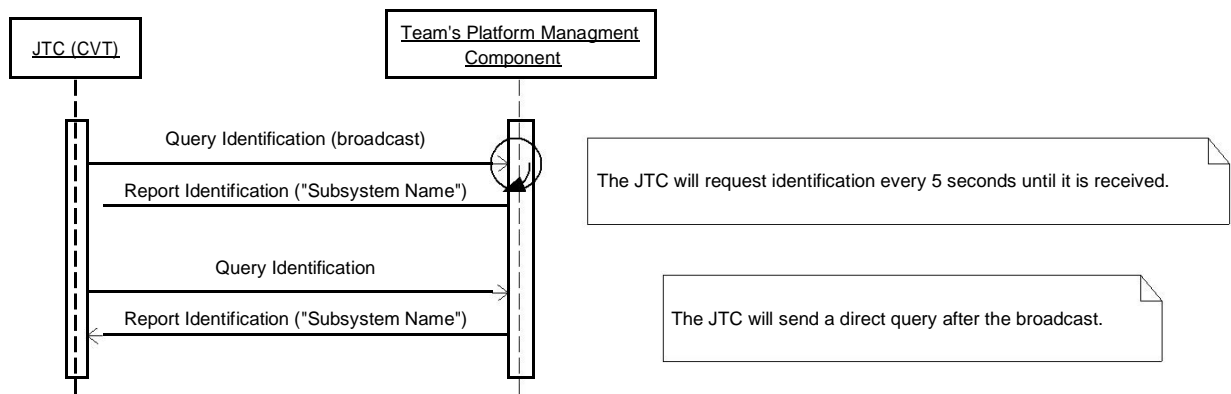 JTC (CVT)
Team's Platform Managment
Component
Query Identification (broadcast)
Report Identification ("Subsystem Name")
The JTC will request identification every 5 seconds until it is received.
Query Identification
Report Identification ("Subsystem Name")
The JTC will send a direct query after the broadcast.